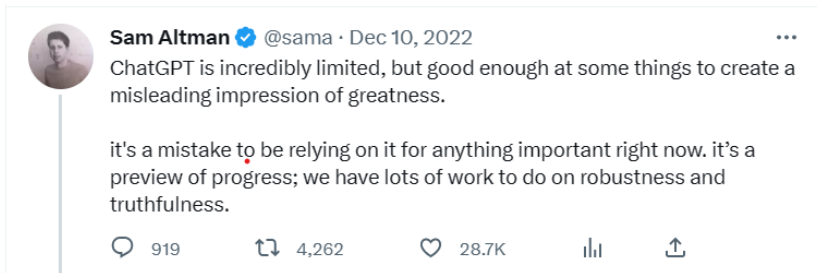 Sam Altman @sama · Dec 10, 2022
ChatGPT is incredibly limited, but good enough at some things to create a
misleading impression of greatness.
it's a mistake to be relying on it for anything important right now. it’s a
preview of progress; we have lots of work to do on robustness and
truthfulness.
919 4,262 28.7K